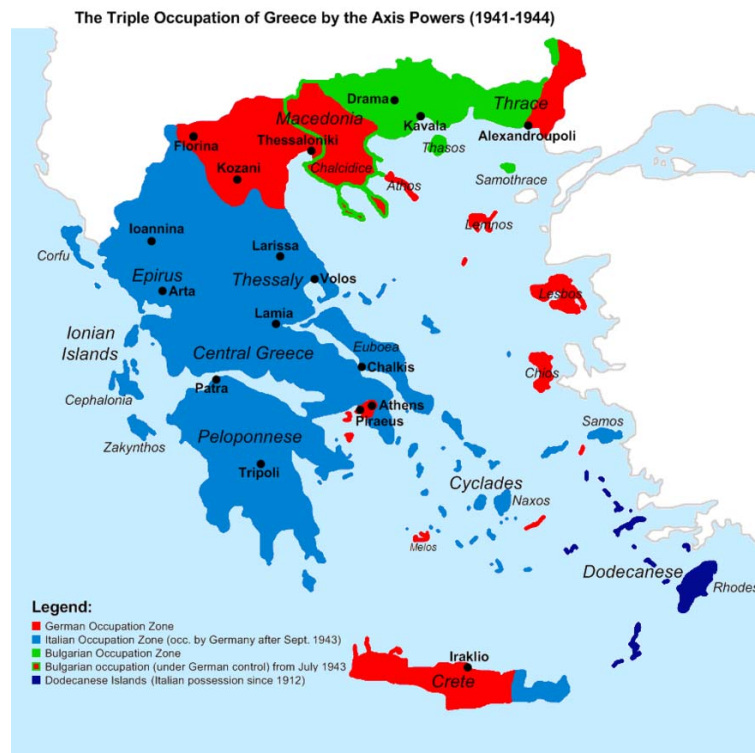 The Triple Occupation of Greece by the Axis Powers (1941-1944)
Drama
Thrace
Macedonia
Kavala
Florina
Thessaloniki
Alexandroupoli
Thasos
Kozani
Chalcidice
Athos
Samothrace
Lemnos
Ioannina
Corfu
Larissa
Epirus
Thessaly
Volos
Arta
Lesbos
Lamia
Ionian
Islands
Euboea
Central Greece
Chalkis
Chios
Patra
Cephalonia
Athens
Piraeus
Samos
Zakynthos
Peloponnese
Tripoli
Cyclades
Naxos
Melos
Dodecanese
Rhodes
Legend:
German Occupation Zone
Italian Occupation Zone (occ. by Germany after Sept. 1943)
Bulgarian Occupation Zone
Bulgarian occupation (under German control) from July 1943
Dodecanese Islands (Italian possession since 1912)
Iraklio
Crete